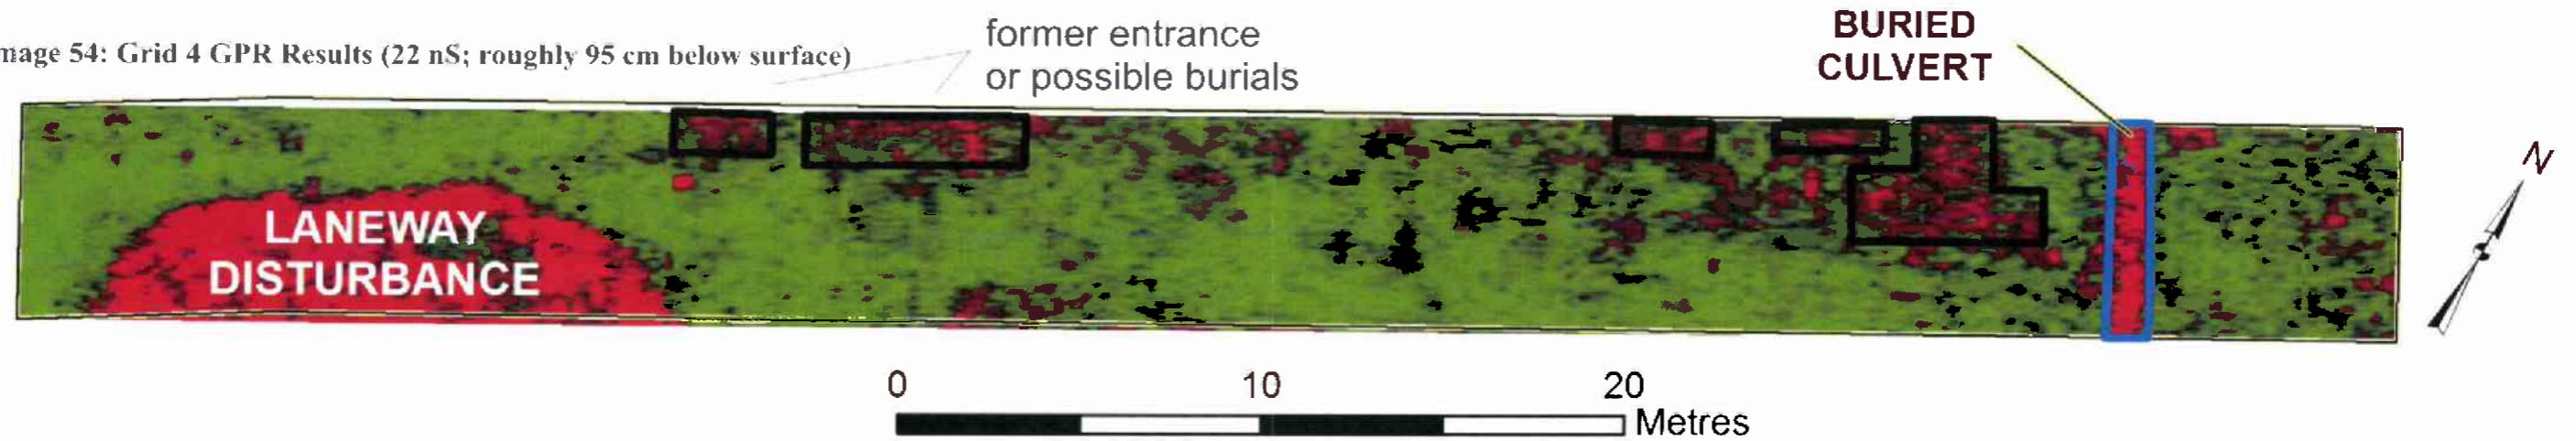 mage 54: Grid 4 GPR Results (22 nS; roughly 95 cm below surface)
former entrance
or possible burials
BURIED
CULVERT
LANEWAY
DISTURBANCE
N
0 10 20
Metres